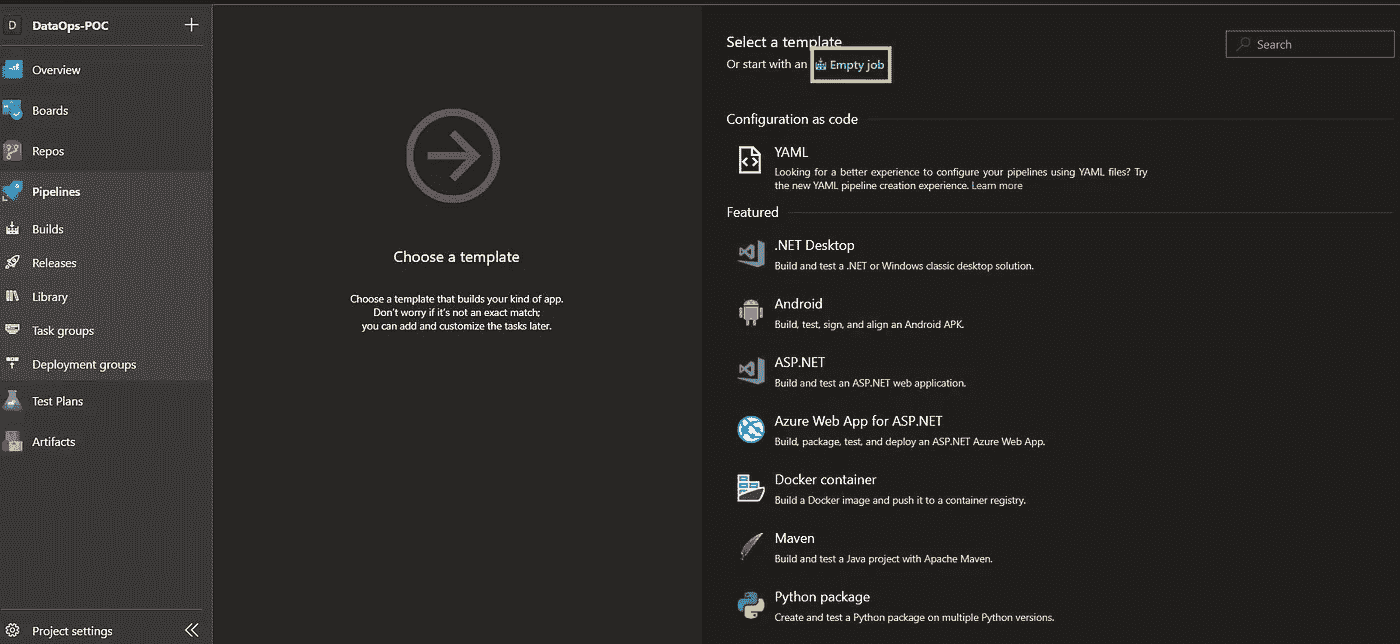 D DataOps-POC
Overview
Boards
Repos
Pipelines
Builds
Releases
Library
Task groups
Deployment groups
Test Plans
Artifacts
Project settings
Choose a template
Choose a template that builds your kind of app.
Don't worry if it's not an exact match;
you can add and customize the tasks later.
Select a template
Or start with an Empty job
Search
Configuration as code
YAML
Looking for a better experience to configure your pipelines using YAML files? Try
the new YAML pipeline creation experience. Learn more
Featured
.NET Desktop
Build and test a .NET or Windows classic desktop solution.
Android
Build, test, sign, and align an Android APK.
ASP.NET
Build and test an ASP.NET web application.
Azure Web App for ASP.NET
Build, package, test, and deploy an ASP.NET Azure Web App.
Docker container
Build a Docker image and push it to a container registry.
Maven
Build and test a Java project with Apache Maven.
Python package
Create and test a Python package on multiple Python versions.